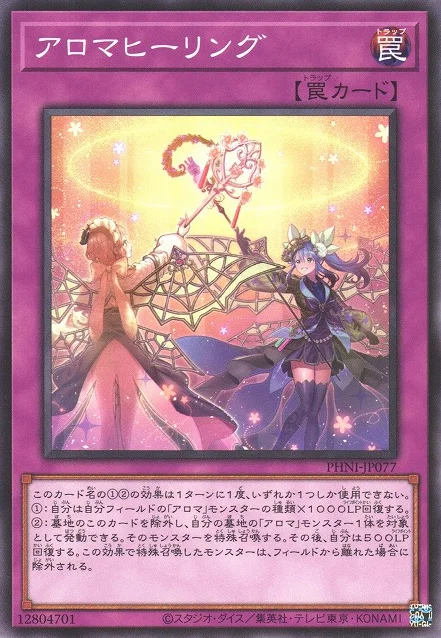 アロマヒーリング
罠
トラップ
【罠カード】
トラップ
PHNI-JP077
このカード名の①②の効果は1ターンに1度、いずれか1つしか使用できない。
①:自分は自分フィールドの「アロマ」モンスターの種類×1000LP回復する。
②:墓地のこのカードを除外し、自分の墓地の「アロマ」モンスター1体を対象
として発動できる。そのモンスターを特殊召喚する。その後、自分は500LP
回復する。この効果で特殊召喚したモンスターは、フィールドから離れた場合に
除外される。
12804701
©スタジオ・ダイス/集英社・テレビ東京・KONAMI